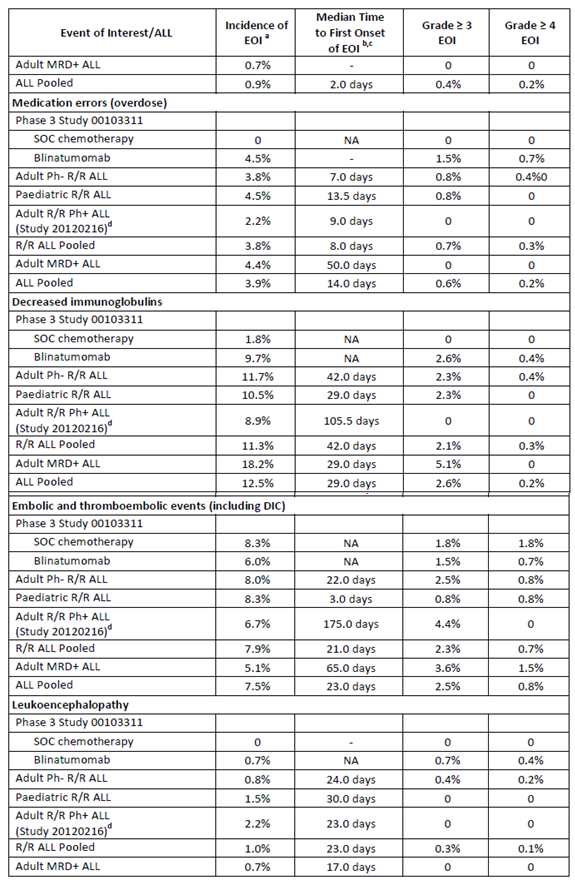 Event of Interest/ALL Incidence of EOI a Median Time to First Onset of EOI b,c Grade ≥ 3 EOI Grade ≥ 4 EOI
Adult MRD+ ALL 0.7% - 0 0
ALL Pooled 0.9% 2.0 days 0.4% 0.2%
Medication errors (overdose)
Phase 3 Study 00103311
SOC chemotherapy 0 NA 0 0
Blinatumomab 4.5% - 1.5% 0.7%
Adult Ph- R/R ALL 3.8% 7.0 days 0.8% 0.4%0
Paediatric R/R ALL 4.5% 13.5 days 0.8% 0
Adult R/R Ph+ ALL (Study 20120216)d 2.2% 9.0 days 0 0
R/R ALL Pooled 3.8% 8.0 days 0.7% 0.3%
Adult MRD+ ALL 4.4% 50.0 days 0 0
ALL Pooled 3.9% 14.0 days 0.6% 0.2%
Decreased immunoglobulins
Phase 3 Study 00103311
SOC chemotherapy 1.8% NA 0 0
Blinatumomab 9.7% NA 2.6% 0.4%
Adult Ph- R/R ALL 11.7% 42.0 days 2.3% 0.4%
Paediatric R/R ALL 10.5% 29.0 days 2.3% 0
Adult R/R Ph+ ALL (Study 20120216)d 8.9% 105.5 days 0 0
R/R ALL Pooled 11.3% 42.0 days 2.1% 0.3%
Adult MRD+ ALL 18.2% 29.0 days 5.1% 0
ALL Pooled 12.5% 29.0 days 2.6% 0.2%
Embolic and thromboembolic events (including DIC)
Phase 3 Study 00103311
SOC chemotherapy 8.3% NA 1.8% 1.8%
Blinatumomab 6.0% NA 1.5% 0.7%
Adult Ph- R/R ALL 8.0% 22.0 days 2.5% 0.8%
Paediatric R/R ALL 8.3% 3.0 days 0.8% 0.8%
Adult R/R Ph+ ALL (Study 20120216)d 6.7% 175.0 days 4.4% 0
R/R ALL Pooled 7.9% 21.0 days 2.3% 0.7%
Adult MRD+ ALL 5.1% 65.0 days 3.6% 1.5%
ALL Pooled 7.5% 23.0 days 2.5% 0.8%
Leukoencephalopathy
Phase 3 Study 00103311
SOC chemotherapy 0 - 0 0
Blinatumomab 0.7% NA 0.7% 0.4%
Adult Ph- R/R ALL 0.8% 24.0 days 0.4% 0.2%
Paediatric R/R ALL 1.5% 30.0 days 0 0
Adult R/R Ph+ ALL (Study 20120216)d 2.2% 23.0 days 0 0
R/R ALL Pooled 1.0% 23.0 days 0.3% 0.1%
Adult MRD+ ALL 0.7% 17.0 days 0 0